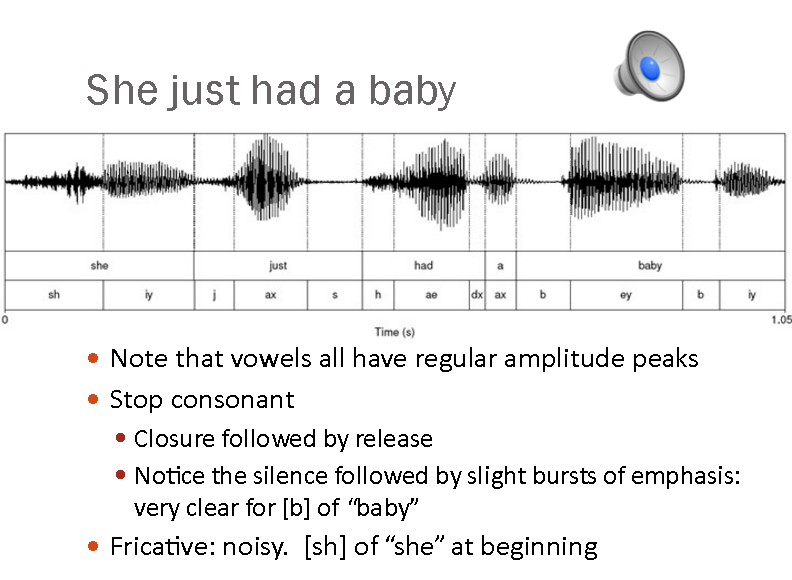 She just had a baby
she just had a baby
sh iy j ax s h ae dx ax b ey b iy
0 1.05
Time (s)
• Note that vowels all have regular amplitude peaks
• Stop consonant
• Closure followed by release
• Notice the silence followed by slight bursts of emphasis:
very clear for [b] of “baby”
• Fricative: noisy. [sh] of “she” at beginning